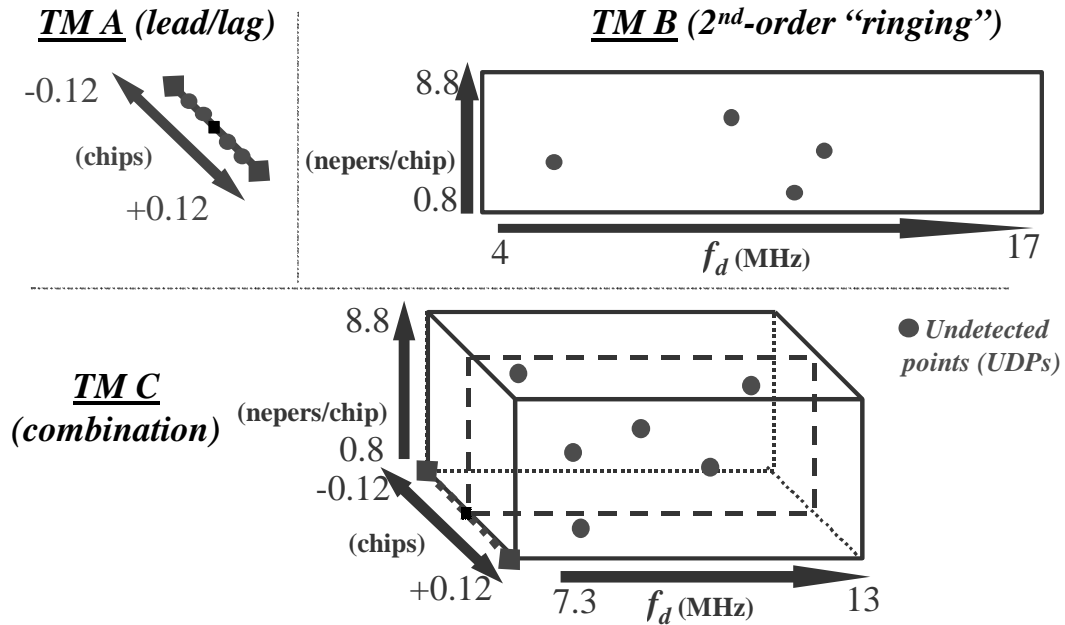 TM A (lead/lag)
-0.12
(chips)
+0.12
TM B (2nd-order “ringing”)
8.8
(nepers/chip)
0.8
4
fd (MHz)
17
TM C
(combination)
8.8
(nepers/chip)
0.8
-0.12
(chips)
+0.12
7.3
fd (MHz)
13
Undetected
points (UDPs)